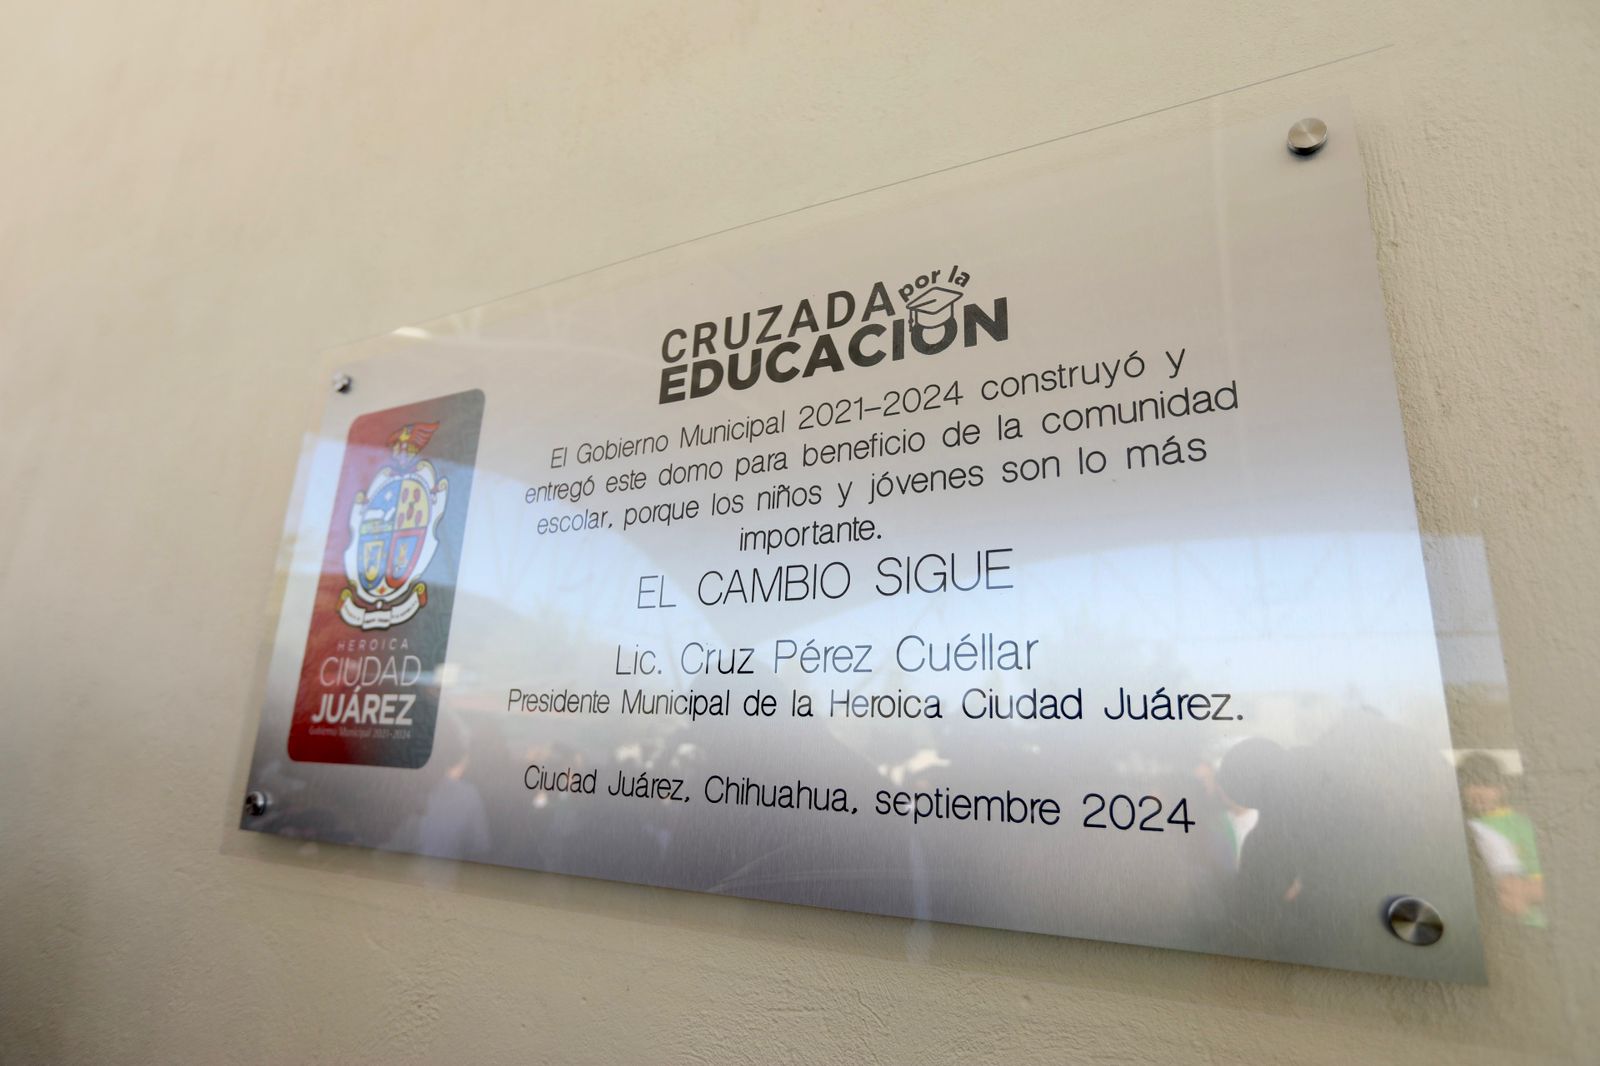 CRUZADA por la
EDUCACIÓN
El Gobierno Municipal 2021-2024 construyó y
entregó este domo para beneficio de la comunidad
escolar, porque los niños y jóvenes son lo más
importante.
EL CAMBIO SIGUE
Lic. Cruz Pérez Cuéllar
Presidente Municipal de la Heroica Ciudad Juárez.
Ciudad Juárez, Chihuahua, septiembre 2024
HEROICA
CIUDAD
JUÁREZ
Gobierno Municipal 2021-2024